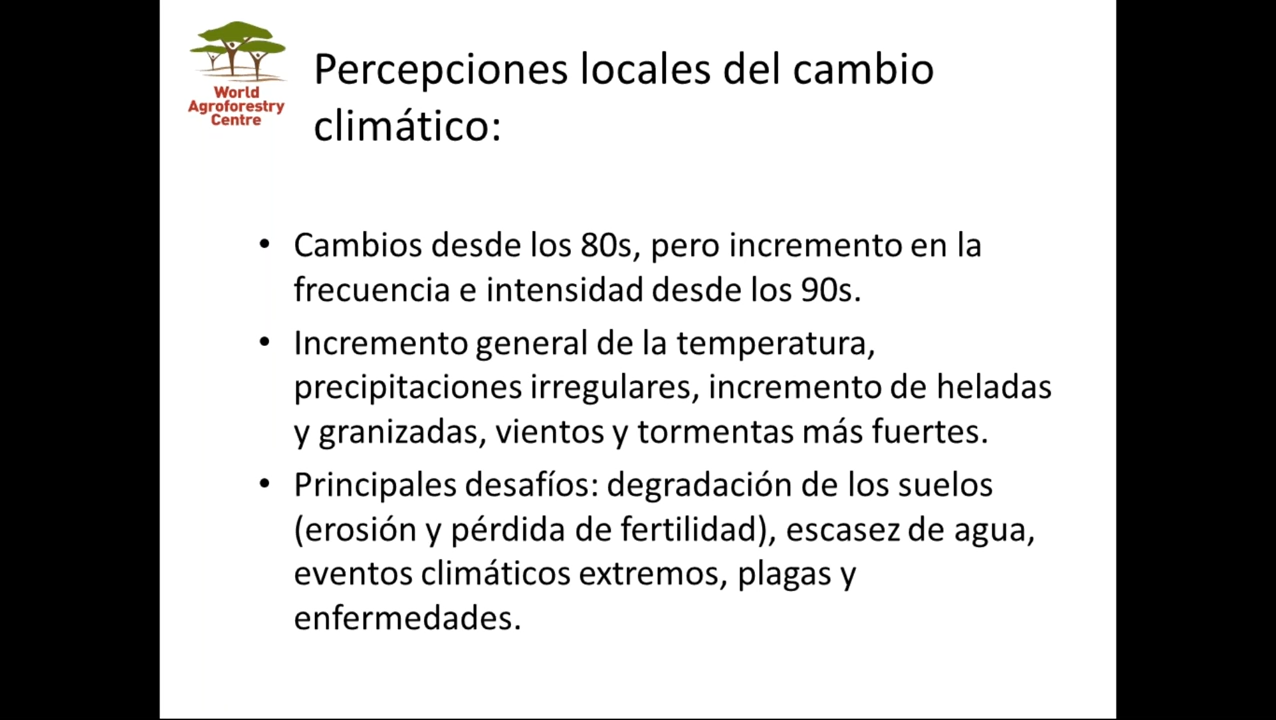 World
Agroforestry
Centre
Percepciones locales del cambio
climático:
• Cambios desde los 80s, pero incremento en la
frecuencia e intensidad desde los 90s.
• Incremento general de la temperatura,
precipitaciones irregulares, incremento de heladas
y granizadas, vientos y tormentas más fuertes.
• Principales desafíos: degradación de los suelos
(erosión y pérdida de fertilidad), escasez de agua,
eventos climáticos extremos, plagas y
enfermedades.